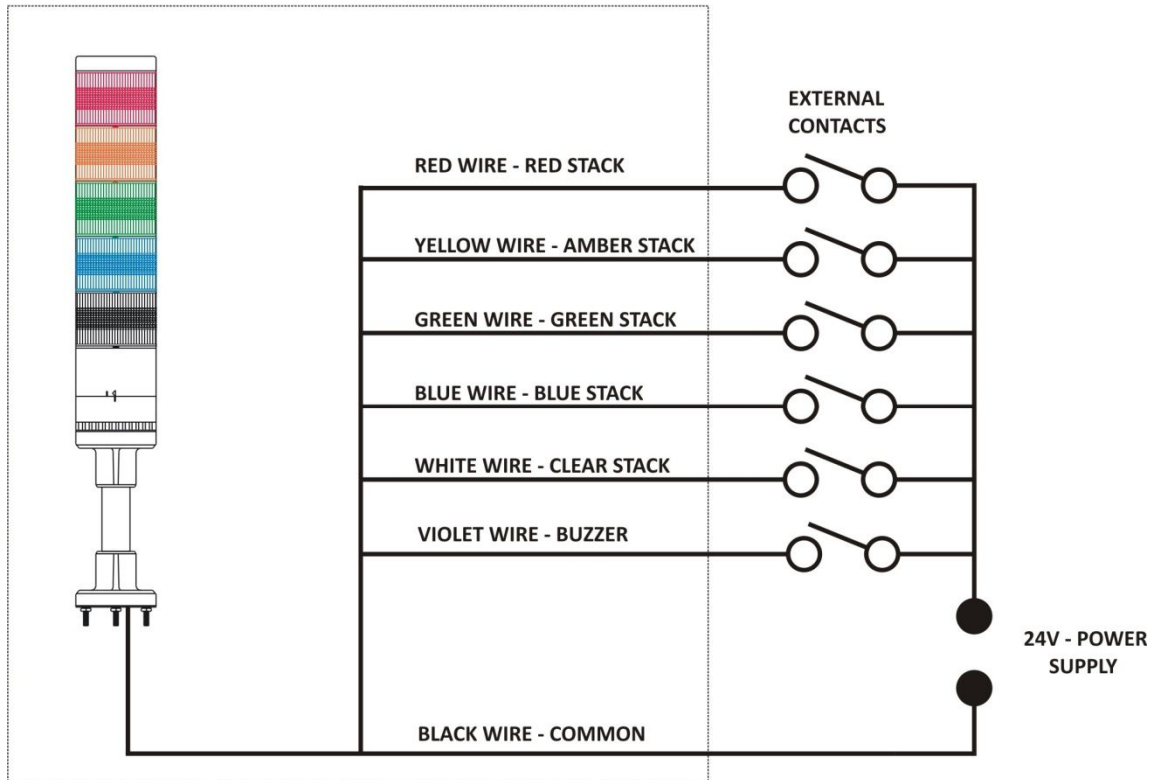 EXTERNAL
CONTACTS
RED WIRE - RED STACK
YELLOW WIRE - AMBER STACK
GREEN WIRE - GREEN STACK
BLUE WIRE - BLUE STACK
WHITE WIRE - CLEAR STACK
VIOLET WIRE - BUZZER
24V - POWER
SUPPLY
BLACK WIRE - COMMON